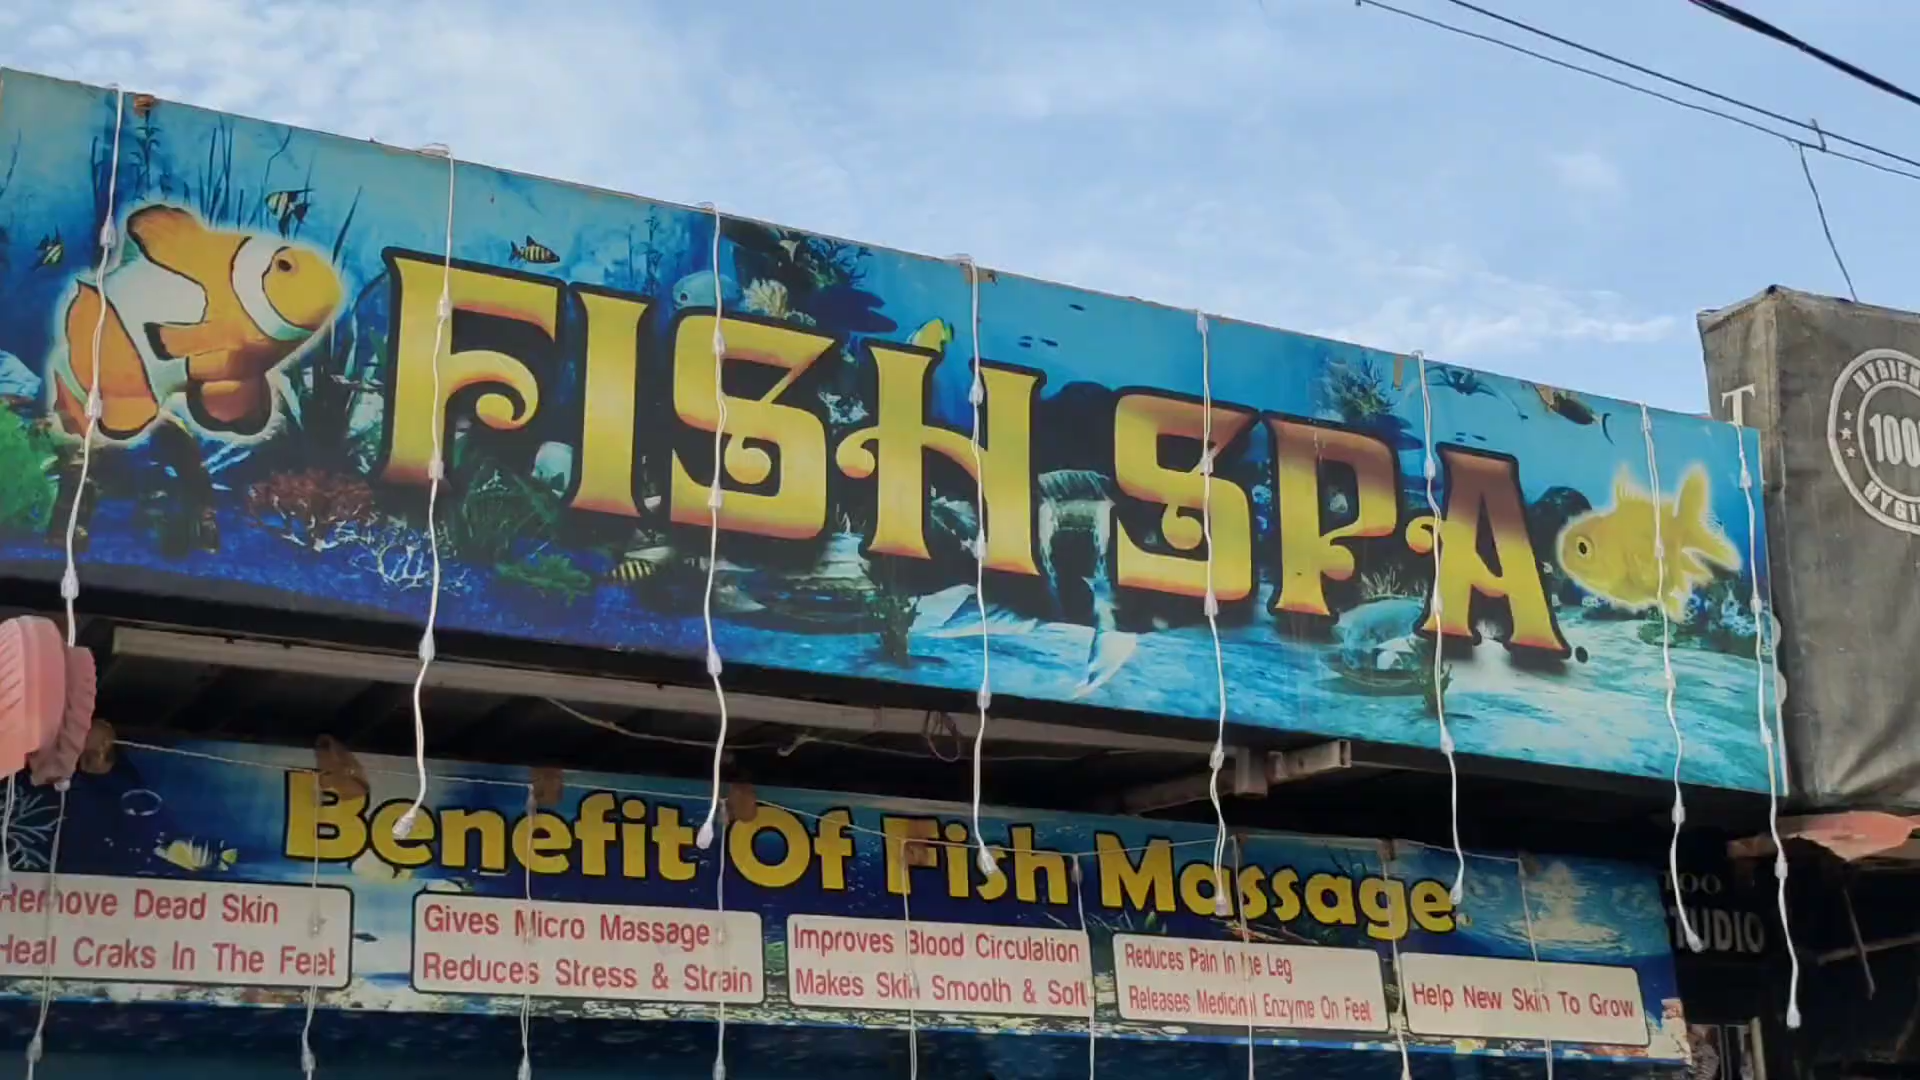 FISH SPA.
Benefit Of Fish Massage
Remove Dead Skin
Heal Craks In The Feet
Gives Micro Massage
Reduces Stress & Strain
Improves Blood Circulation
Makes Skin Smooth & Soft
Reduces Pain In the Leg
Releases Medicinal Enzyme On Feet
Help New Skin To Grow
T
100